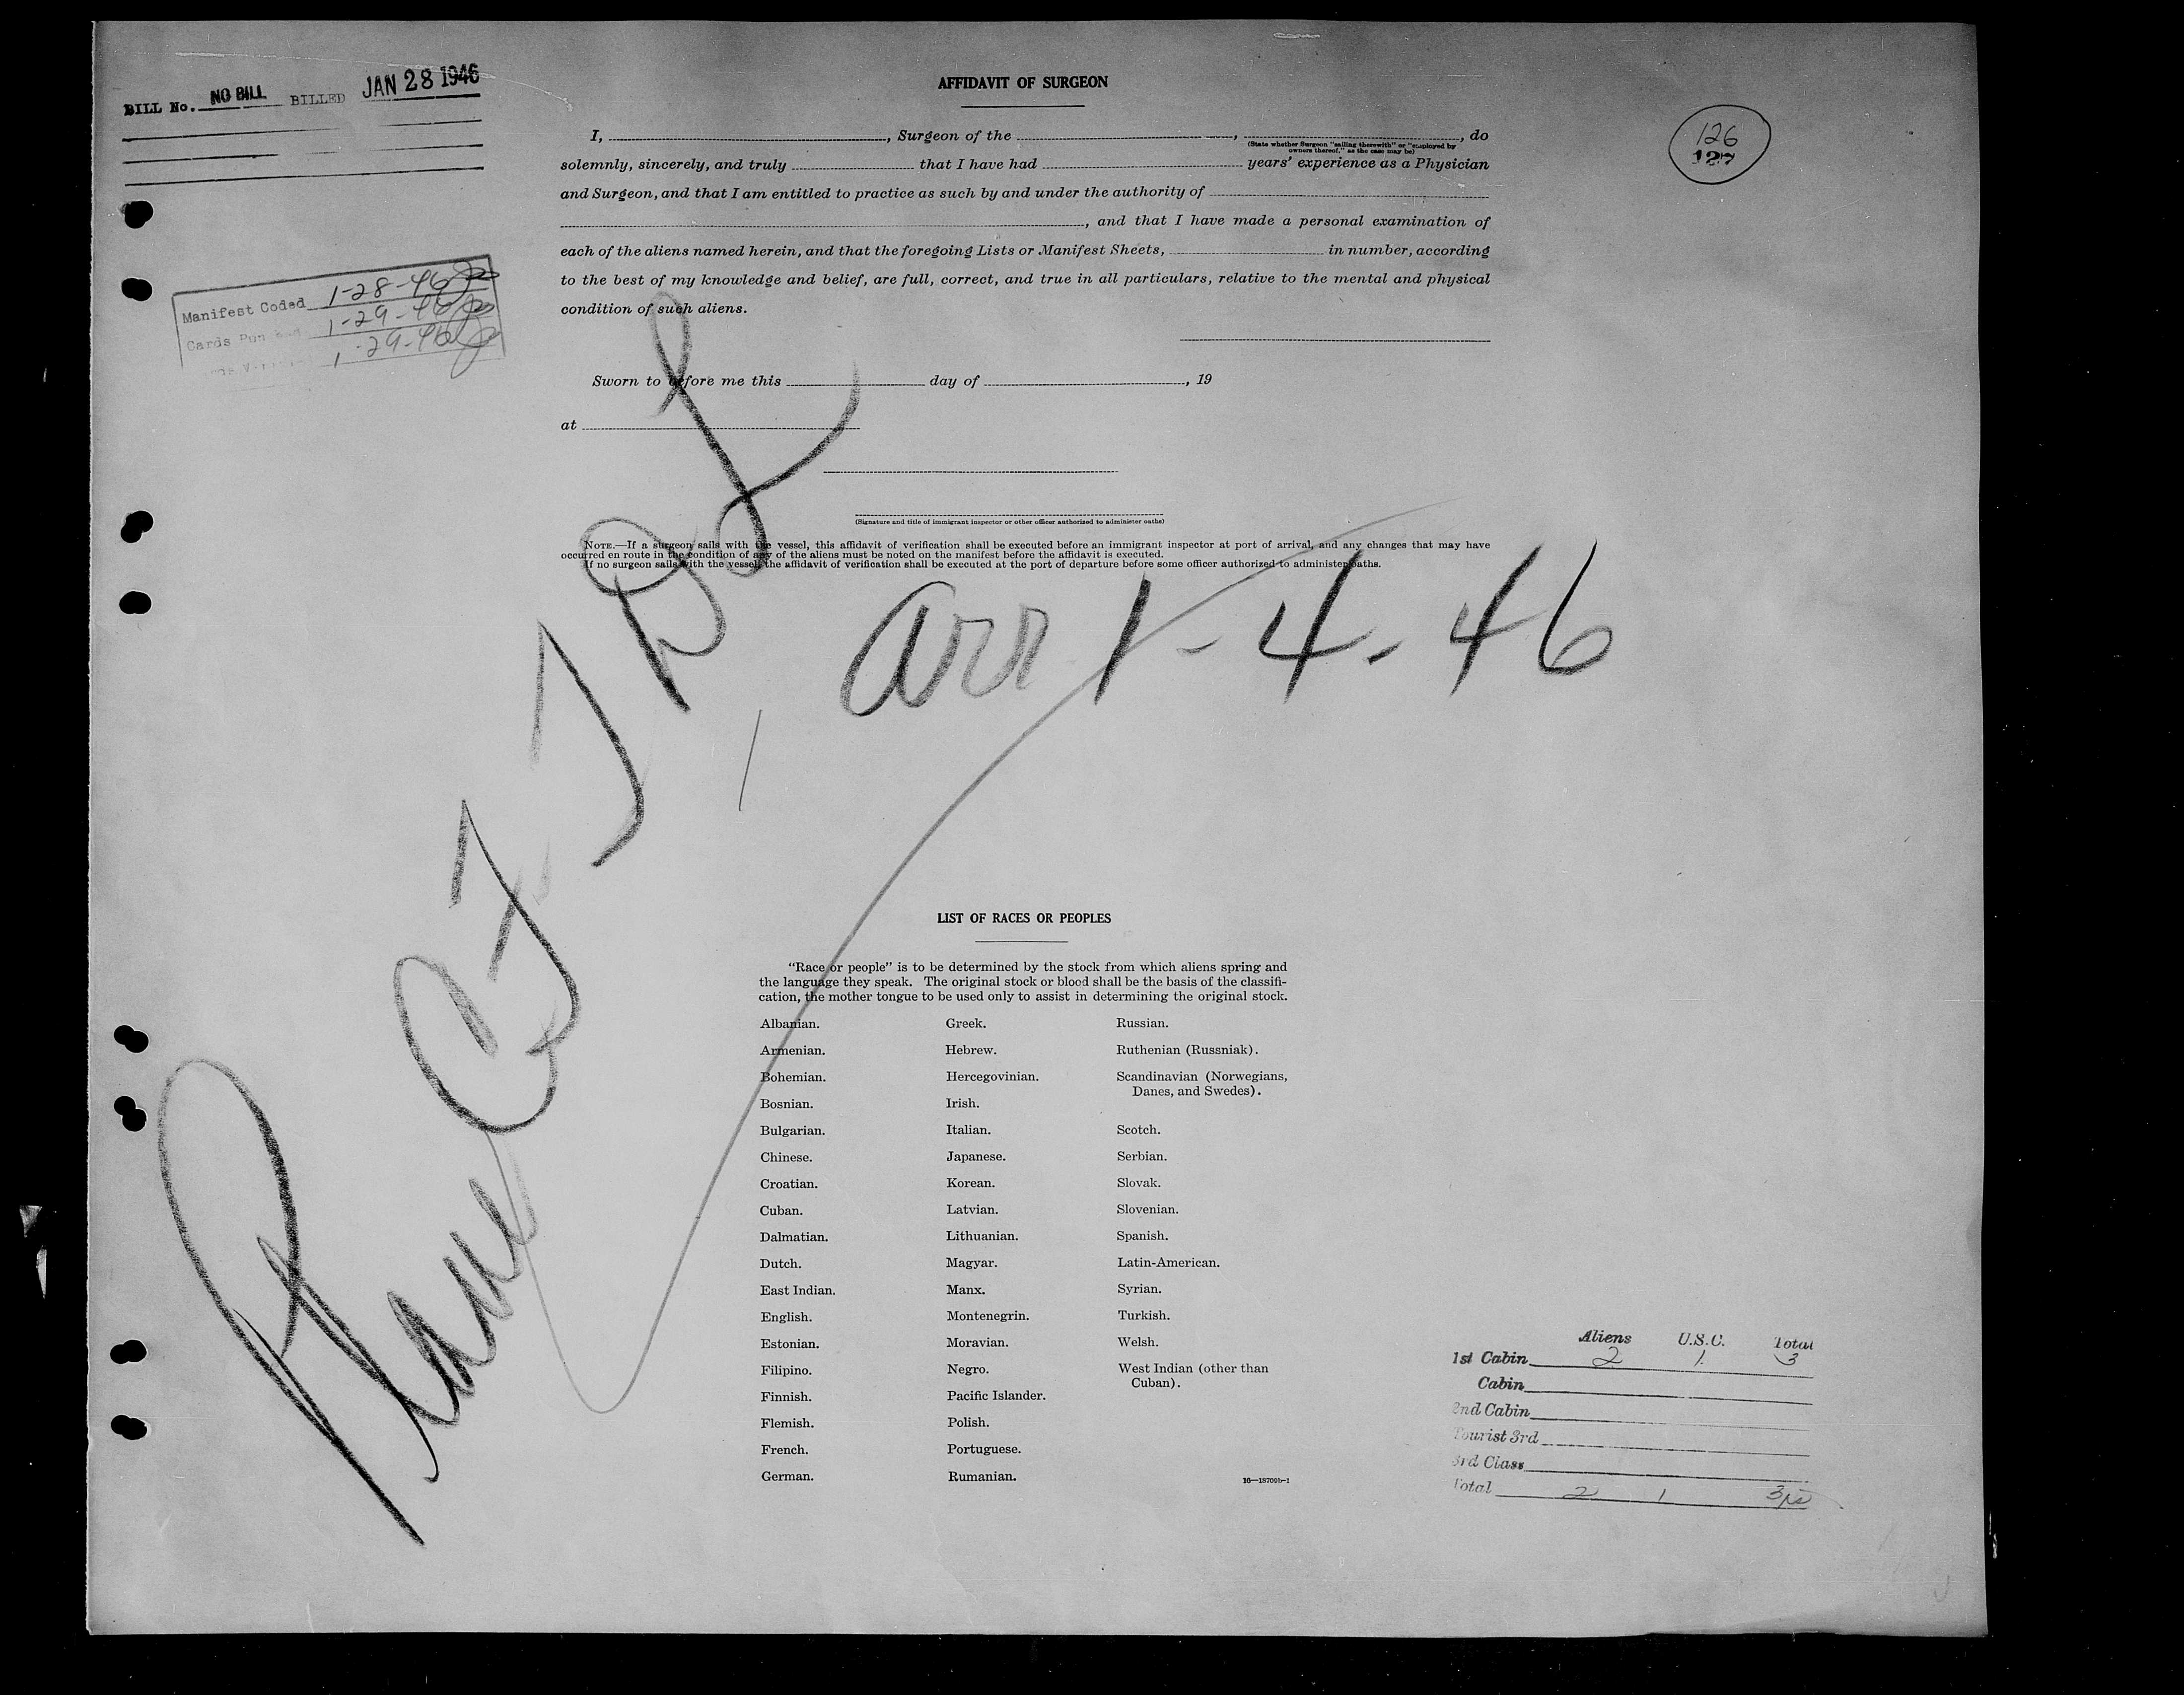 BILL No. NO BILL BILLED JAN 28 1946
AFFIDAVIT OF SURGEON
126
127
I, , Surgeon of the , , do
(State whether Surgeon "sailing therewith" or "employed by
owners thereof," as the case may be)
solemnly, sincerely, and truly that I have had years' experience as a Physician
and Surgeon, and that I am entitled to practice as such by and under the authority of
, and that I have made a personal examination of
each of the aliens named herein, and that the foregoing Lists or Manifest Sheets, in number, according
to the best of my knowledge and belief, are full, correct, and true in all particulars, relative to the mental and physical
condition of such aliens.
Manifest Coded 1-28-46
Cards 1-29-46
1-29-46
Sworn to before me this day of , 19
at
(Signature and title of immigrant inspector or other officer authorized to administer oaths)
NOTE.—If a surgeon sails with the vessel, this affidavit of verification shall be executed before an immigrant inspector at port of arrival, and any changes that may have
occurred en route in the condition of any of the aliens must be noted on the manifest before the affidavit is executed.
If no surgeon sails with the vessel, the affidavit of verification shall be executed at the port of departure before some officer authorized to administer oaths.
Plane
arr 1-4-46
LIST OF RACES OR PEOPLES
"Race or people" is to be determined by the stock from which aliens spring and
the language they speak. The original stock or blood shall be the basis of the classifi-
cation, the mother tongue to be used only to assist in determining the original stock.
Albanian. Greek. Russian.
Armenian. Hebrew. Ruthenian (Russniak).
Bohemian. Hercegovinian. Scandinavian (Norwegians,
Danes, and Swedes).
Bosnian. Irish.
Bulgarian. Italian. Scotch.
Chinese. Japanese. Serbian.
Croatian. Korean. Slovak.
Cuban. Latvian. Slovenian.
Dalmatian. Lithuanian. Spanish.
Dutch. Magyar. Latin-American.
East Indian. Manx. Syrian.
English. Montenegrin. Turkish.
Estonian. Moravian. Welsh.
Filipino. Negro. West Indian (other than
Cuban).
Finnish. Pacific Islander.
Flemish. Polish.
French. Portuguese.
German. Rumanian.
16—18700b-1
Aliens U.S.C. Total
1st Cabin 2 1 3
Cabin
2nd Cabin
Tourist 3rd
3rd Class
Total 2 1 3